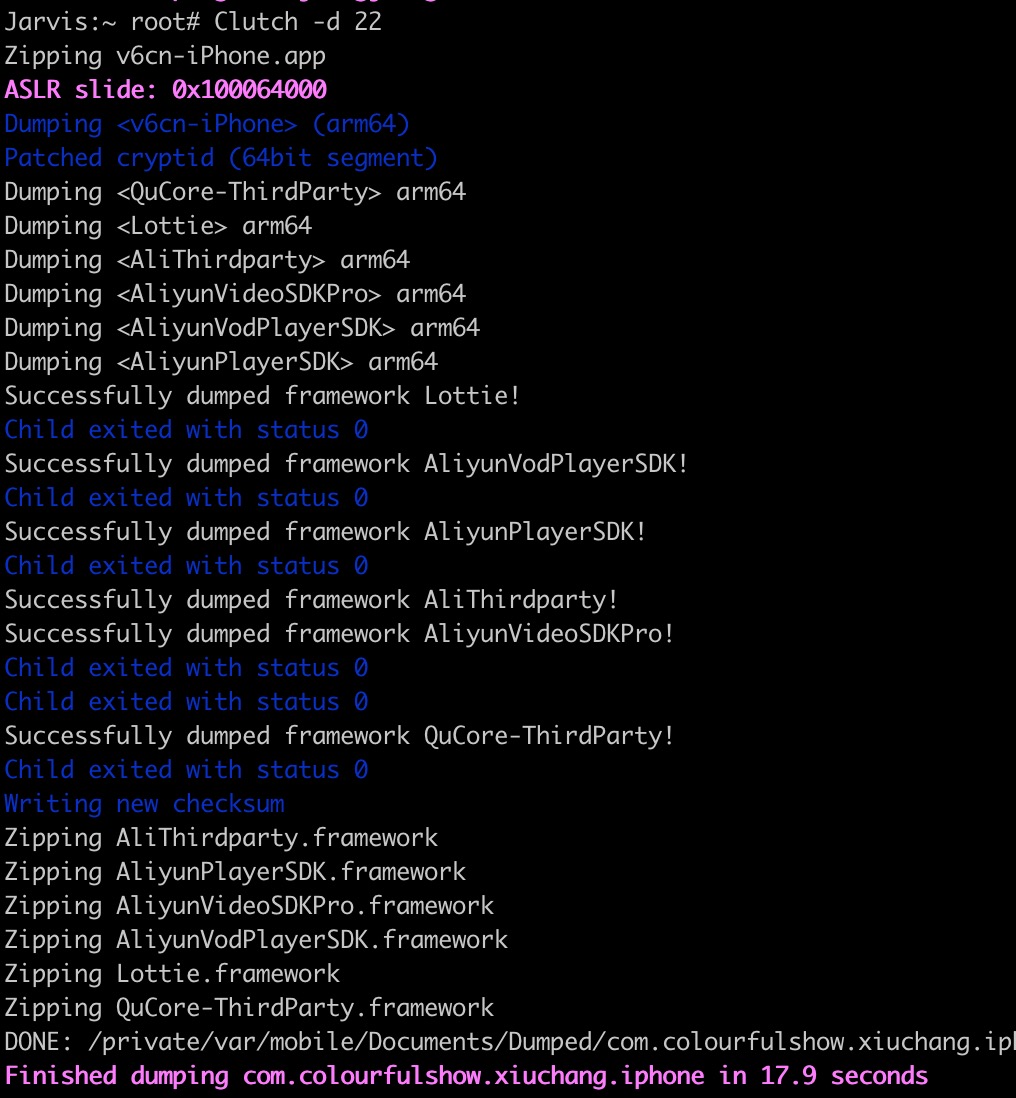 Jarvis:~ root# Clutch -d 22
Zipping v6cn-iPhone.app
ASLR slide: 0x100064000
Dumping <v6cn-iPhone> (arm64)
Patched cryptid (64bit segment)
Dumping <QuCore-ThirdParty> arm64
Dumping <Lottie> arm64
Dumping <AliThirdparty> arm64
Dumping <AliyunVideoSDKPro> arm64
Dumping <AliyunVodPlayerSDK> arm64
Dumping <AliyunPlayerSDK> arm64
Successfully dumped framework Lottie!
Child exited with status 0
Successfully dumped framework AliyunVodPlayerSDK!
Child exited with status 0
Successfully dumped framework AliyunPlayerSDK!
Child exited with status 0
Successfully dumped framework AliThirdparty!
Successfully dumped framework AliyunVideoSDKPro!
Child exited with status 0
Child exited with status 0
Successfully dumped framework QuCore-ThirdParty!
Child exited with status 0
Writing new checksum
Zipping AliThirdparty.framework
Zipping AliyunPlayerSDK.framework
Zipping AliyunVideoSDKPro.framework
Zipping AliyunVodPlayerSDK.framework
Zipping Lottie.framework
Zipping QuCore-ThirdParty.framework
DONE: /private/var/mobile/Documents/Dumped/com.colourfulshow.xiuchang.ip
Finished dumping com.colourfulshow.xiuchang.iphone in 17.9 seconds